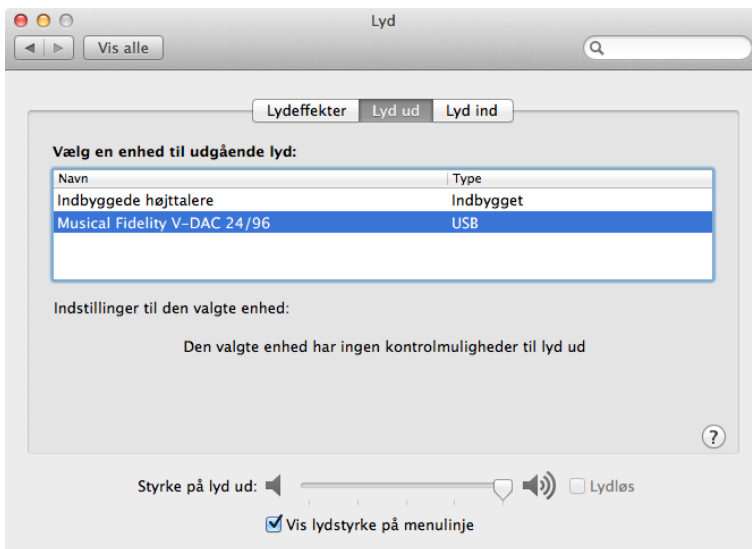 Lyd
Vis alle
Lydeffekter Lyd ud Lyd ind
Vælg en enhed til udgående lyd:
Navn Type
Indbyggede højttalere Indbygget
Musical Fidelity V-DAC 24/96 USB
Indstillinger til den valgte enhed:
Den valgte enhed har ingen kontrolmuligheder til lyd ud
?
Styrke på lyd ud: Lydløs
Vis lydstyrke på menulinje